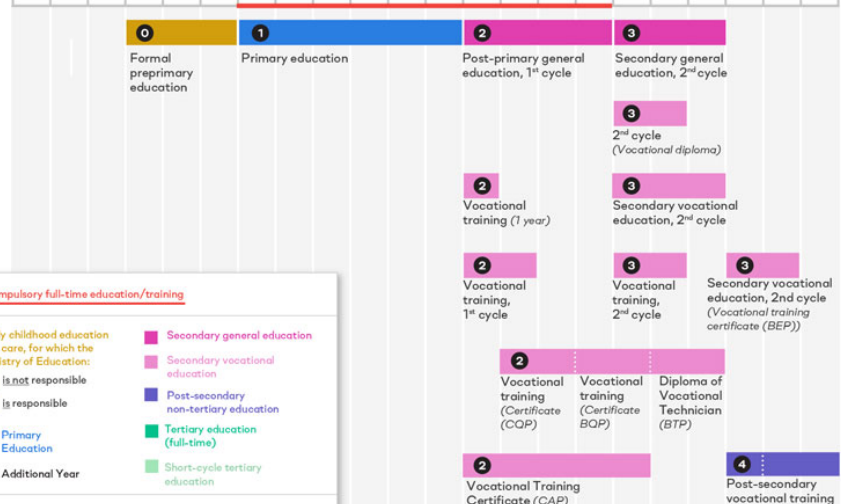 0
1
2
3
Formal
preprimary
education
Primary education
Post-primary general
education, 1st cycle
Secondary general
education, 2nd cycle
3
2nd cycle
(Vocational diploma)
2
3
Vocational
training (1 year)
Secondary vocational
education, 2nd cycle
2
3
3
Vocational
training,
1st cycle
Vocational
training,
2nd cycle
Secondary vocational
education, 2nd cycle
(Vocational training
certificate (BEP))
2
Vocational
training
(Certificate
(CQP)
Vocational
training
(Certificate
BQP)
Diploma of
Vocational
Technician
(BTP)
2
4
Vocational Training
Certificate (CAP)
Post-secondary
vocational training
mpulsory full-time education/training
y childhood education
care, for which the
istry of Education:
is not responsible
is responsible
Primary
Education
Additional Year
Secondary general education
Secondary vocational
education
Post-secondary
non-tertiary education
Tertiary education
(full-time)
Short-cycle tertiary
education